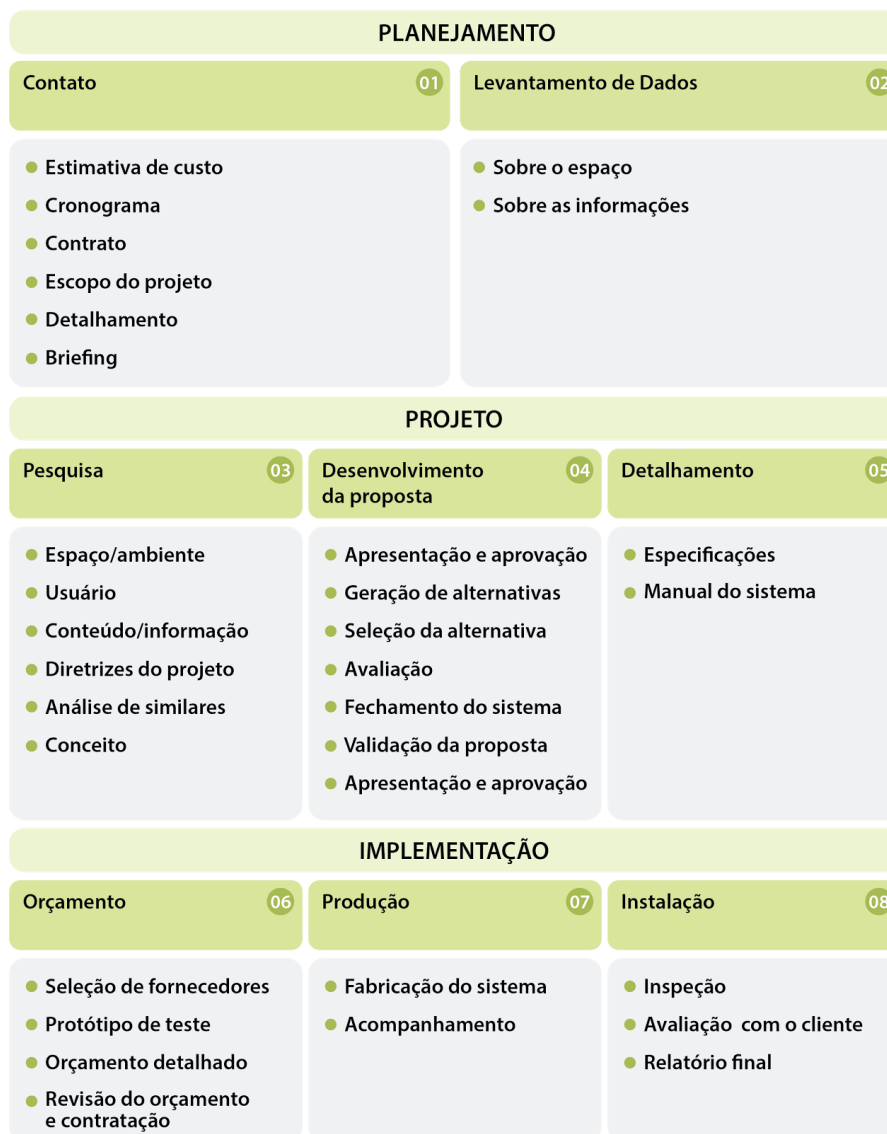 PLANEJAMENTO
Contato 01
Levantamento de Dados 02
Estimativa de custo
Cronograma
Contrato
Escopo do projeto
Detalhamento
Briefing
Sobre o espaço
Sobre as informações
PROJETO
Pesquisa 03
Desenvolvimento 04
da proposta
Detalhamento 05
Espaço/ambiente
Usuário
Conteúdo/informação
Diretrizes do projeto
Análise de similares
Conceito
Apresentação e aprovação
Geração de alternativas
Seleção da alternativa
Avaliação
Fechamento do sistema
Validação da proposta
Apresentação e aprovação
Especificações
Manual do sistema
IMPLEMENTAÇÃO
Orçamento 06
Produção 07
Instalação 08
Seleção de fornecedores
Protótipo de teste
Orçamento detalhado
Revisão do orçamento
e contratação
Fabricação do sistema
Acompanhamento
Inspeção
Avaliação com o cliente
Relatório final